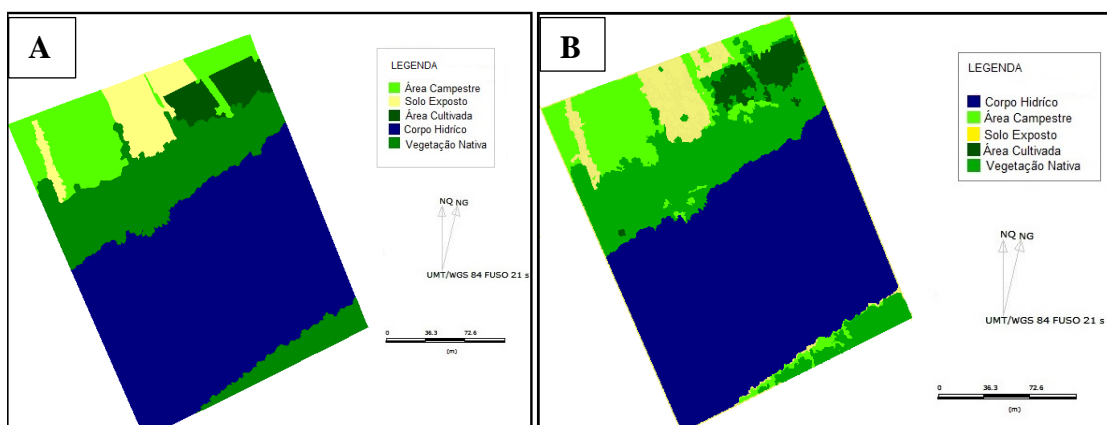 A
LEGENDA
Área Campestre
Solo Exposto
Área Cultivada
Corpo Hidríco
Vegetação Nativa
NQ NG
UMT/WGS 84 FUSO 21 s
0 36.3 72.6
(m)
B
LEGENDA
Corpo Hidríco
Área Campestre
Solo Exposto
Área Cultivada
Vegetação Nativa
NQ NG
UMT/WGS 84 FUSO 21 s
0 36.3 72.6
(m)